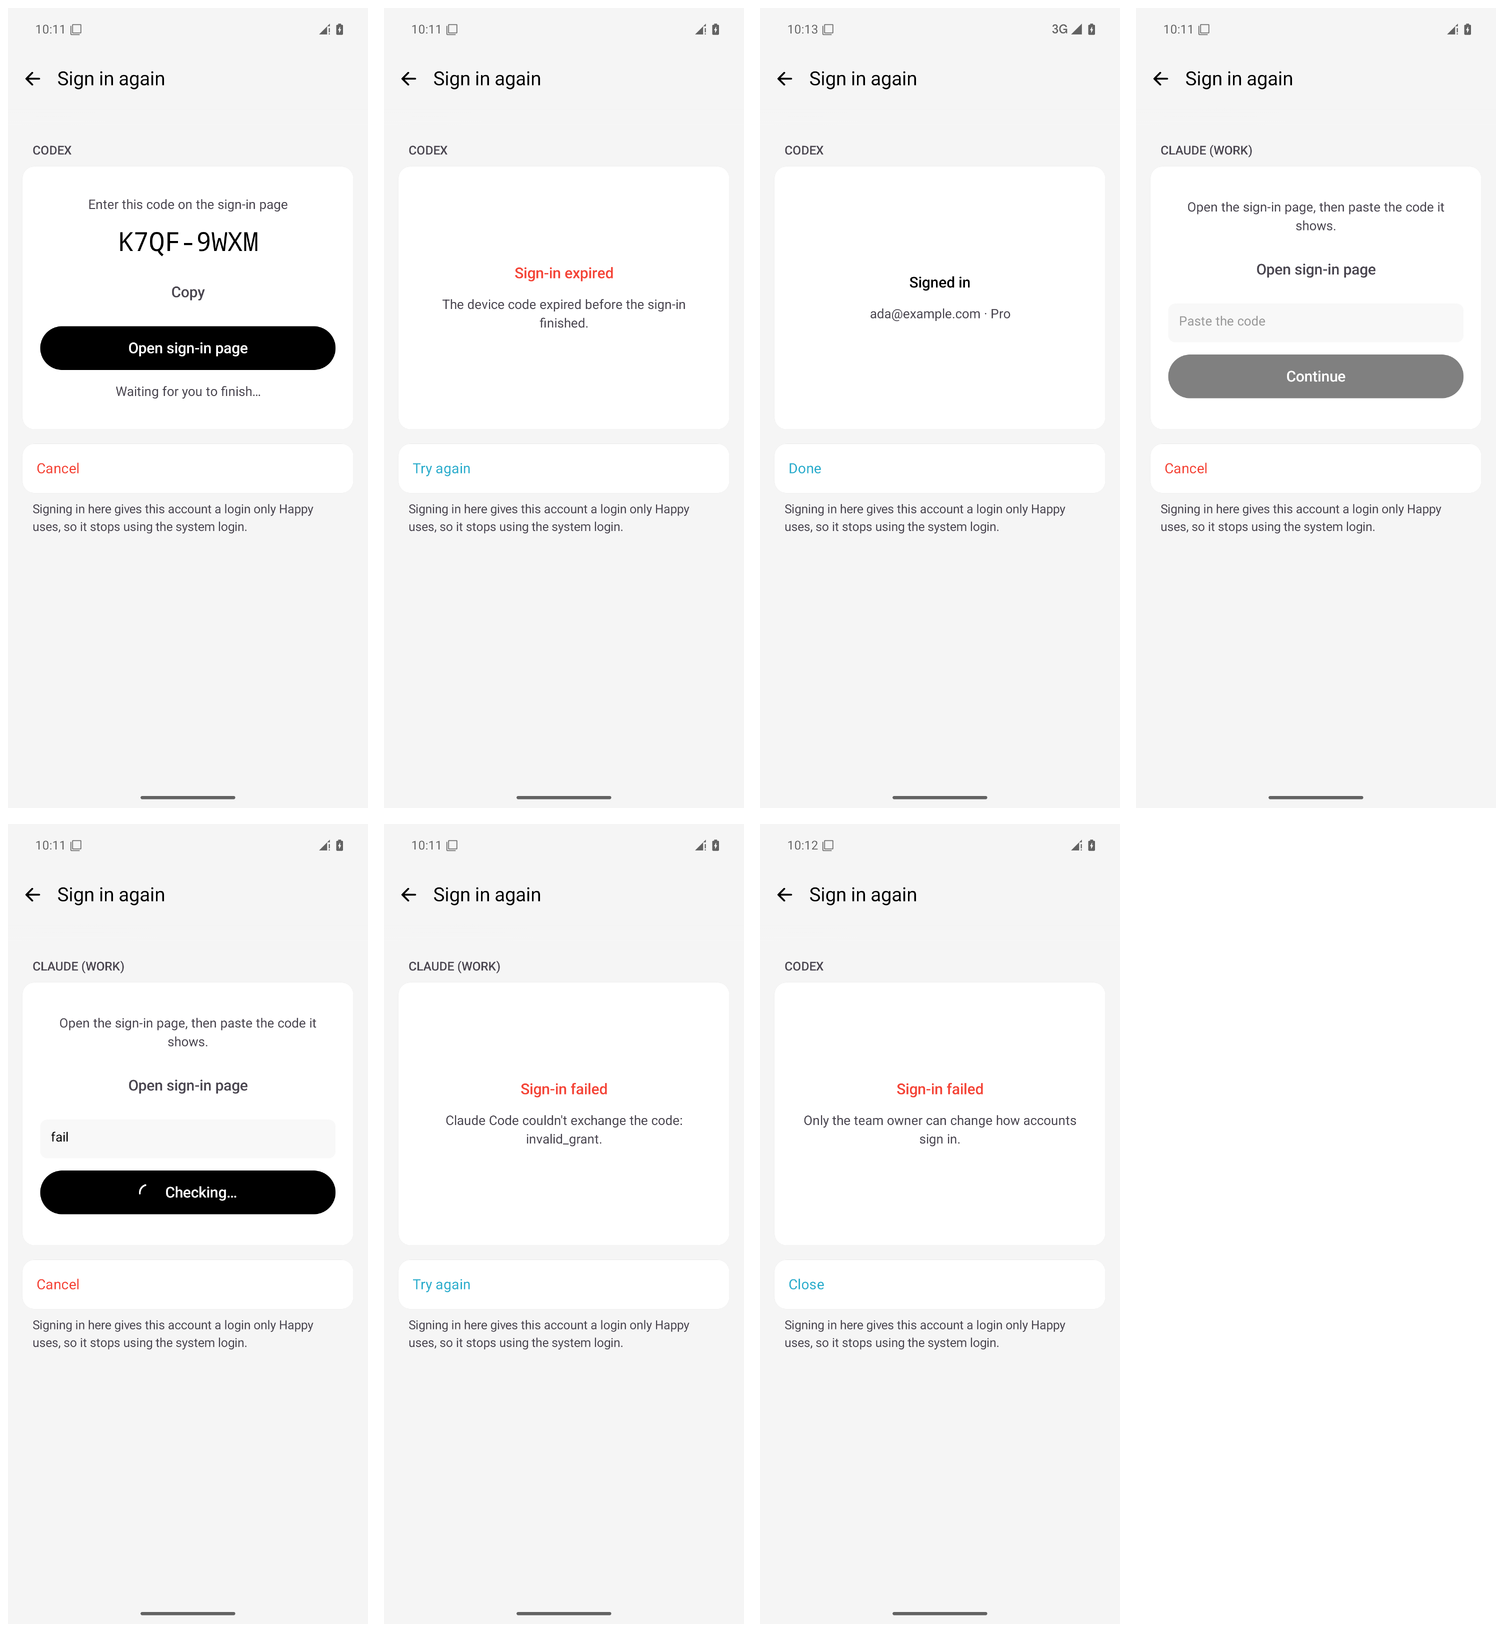 10:11
Sign in again
CODEX
Enter this code on the sign-in page
K7QF-9WXM
Copy
Open sign-in page
Waiting for you to finish...
Cancel
Signing in here gives this account a login only Happy
uses, so it stops using the system login.
10:11
Sign in again
CODEX
Sign-in expired
The device code expired before the sign-in
finished.
Try again
Signing in here gives this account a login only Happy
uses, so it stops using the system login.
10:13
3G
Sign in again
CODEX
Signed in
ada@example.com · Pro
Done
Signing in here gives this account a login only Happy
uses, so it stops using the system login.
10:11
Sign in again
CLAUDE (WORK)
Open the sign-in page, then paste the code it
shows.
Open sign-in page
Paste the code
Continue
Cancel
Signing in here gives this account a login only Happy
uses, so it stops using the system login.
10:11
Sign in again
CLAUDE (WORK)
Open the sign-in page, then paste the code it
shows.
Open sign-in page
fail
Checking...
Cancel
Signing in here gives this account a login only Happy
uses, so it stops using the system login.
10:11
Sign in again
CLAUDE (WORK)
Sign-in failed
Claude Code couldn't exchange the code:
invalid_grant.
Try again
Signing in here gives this account a login only Happy
uses, so it stops using the system login.
10:12
Sign in again
CODEX
Sign-in failed
Only the team owner can change how accounts
sign in.
Close
Signing in here gives this account a login only Happy
uses, so it stops using the system login.